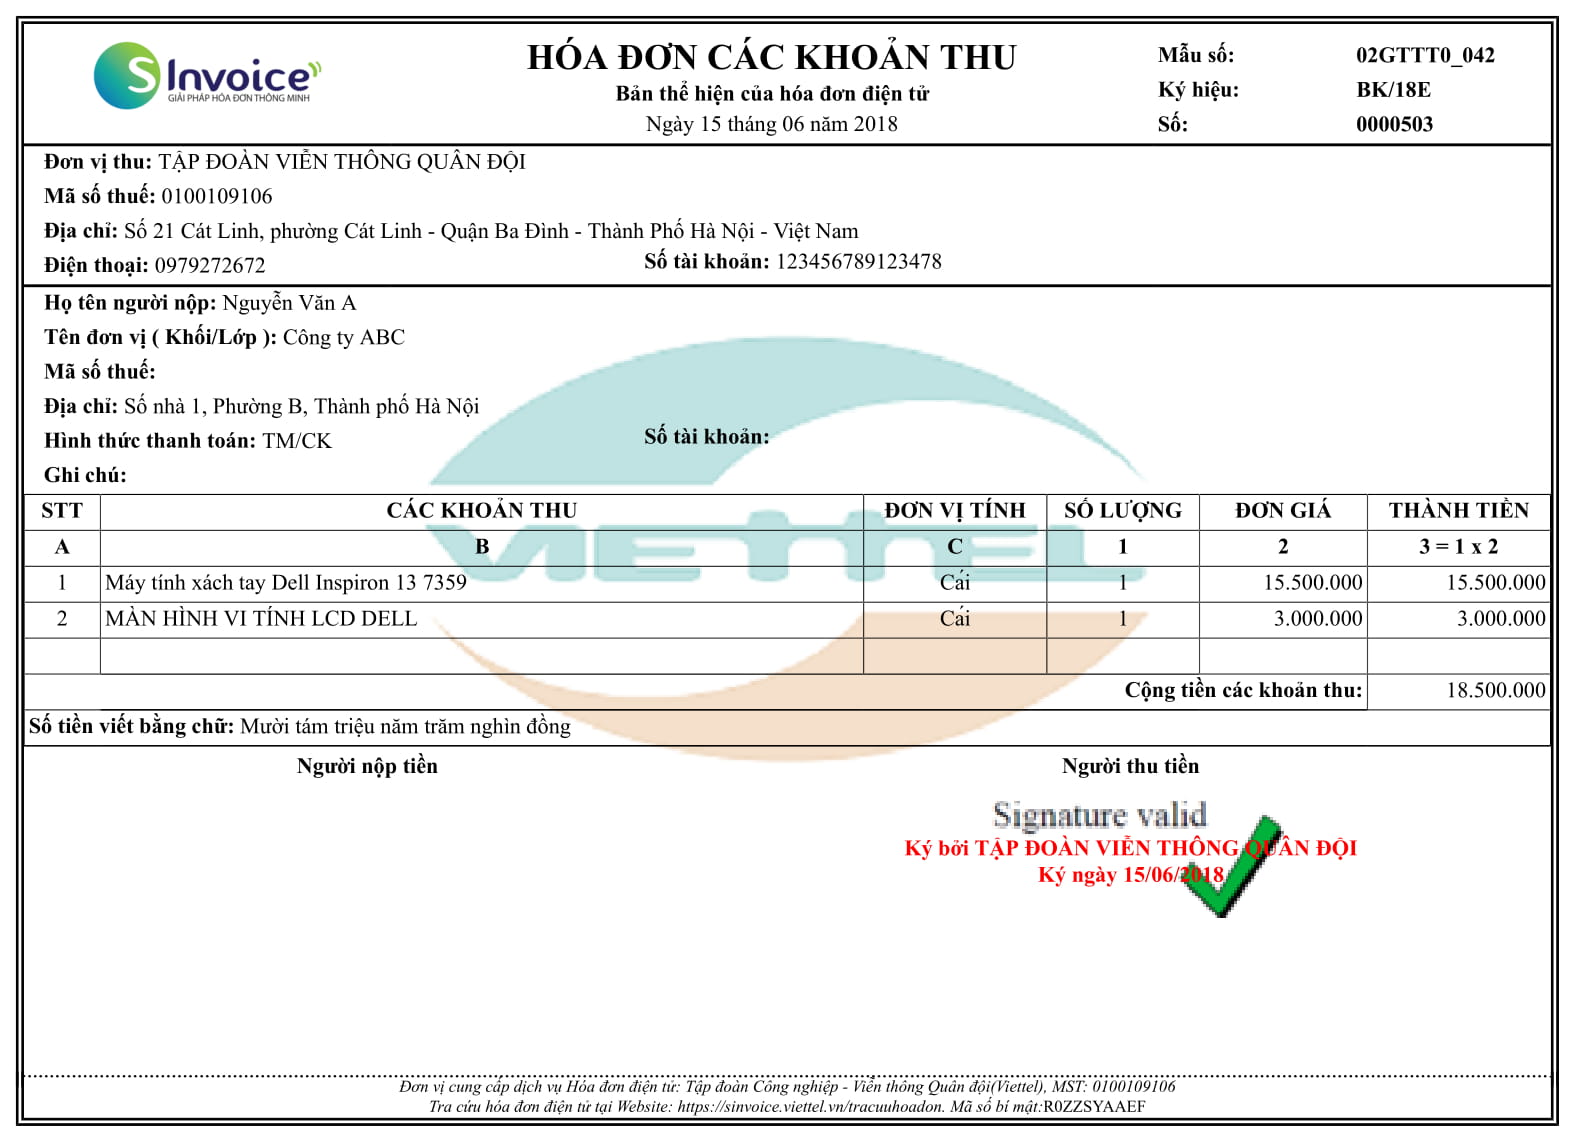 S Invoice
GIẢI PHÁP HÓA ĐƠN THÔNG MINH
HÓA ĐƠN CÁC KHOẢN THU
Bản thể hiện của hóa đơn điện tử
Ngày 15 tháng 06 năm 2018
Mẫu số: 02GTTT0_042
Ký hiệu: BK/18E
Số: 0000503
Đơn vị thu: TẬP ĐOÀN VIỄN THÔNG QUÂN ĐỘI
Mã số thuế: 0100109106
Địa chỉ: Số 21 Cát Linh, phường Cát Linh - Quận Ba Đình - Thành Phố Hà Nội - Việt Nam
Điện thoại: 0979272672 Số tài khoản: 123456789123478
Họ tên người nộp: Nguyễn Văn A
Tên đơn vị ( Khối/Lớp ): Công ty ABC
Mã số thuế:
Địa chỉ: Số nhà 1, Phường B, Thành phố Hà Nội
Hình thức thanh toán: TM/CK Số tài khoản:
Ghi chú:
STT CÁC KHOẢN THU ĐƠN VỊ TÍNH SỐ LƯỢNG ĐƠN GIÁ THÀNH TIỀN
VIETTEL
A B C 1 2 3 = 1 x 2
1 Máy tính xách tay Dell Inspiron 13 7359 Cái 1 15.500.000 15.500.000
2 MÀN HÌNH VI TÍNH LCD DELL Cái 1 3.000.000 3.000.000
Cộng tiền các khoản thu: 18.500.000
Số tiền viết bằng chữ: Mười tám triệu năm trăm nghìn đồng
Người nộp tiền Người thu tiền
Signature valid
Ký bởi TẬP ĐOÀN VIỄN THÔNG QUÂN ĐỘI
Ký ngày 15/06/2018
Đơn vị cung cấp dịch vụ Hóa đơn điện tử: Tập đoàn Công nghiệp - Viễn thông Quân đội(Viettel), MST: 0100109106
Tra cứu hóa đơn điện tử tại Website: https://sinvoice.viettel.vn/tracuuhoadon. Mã số bí mật:R0ZZSYAAEF